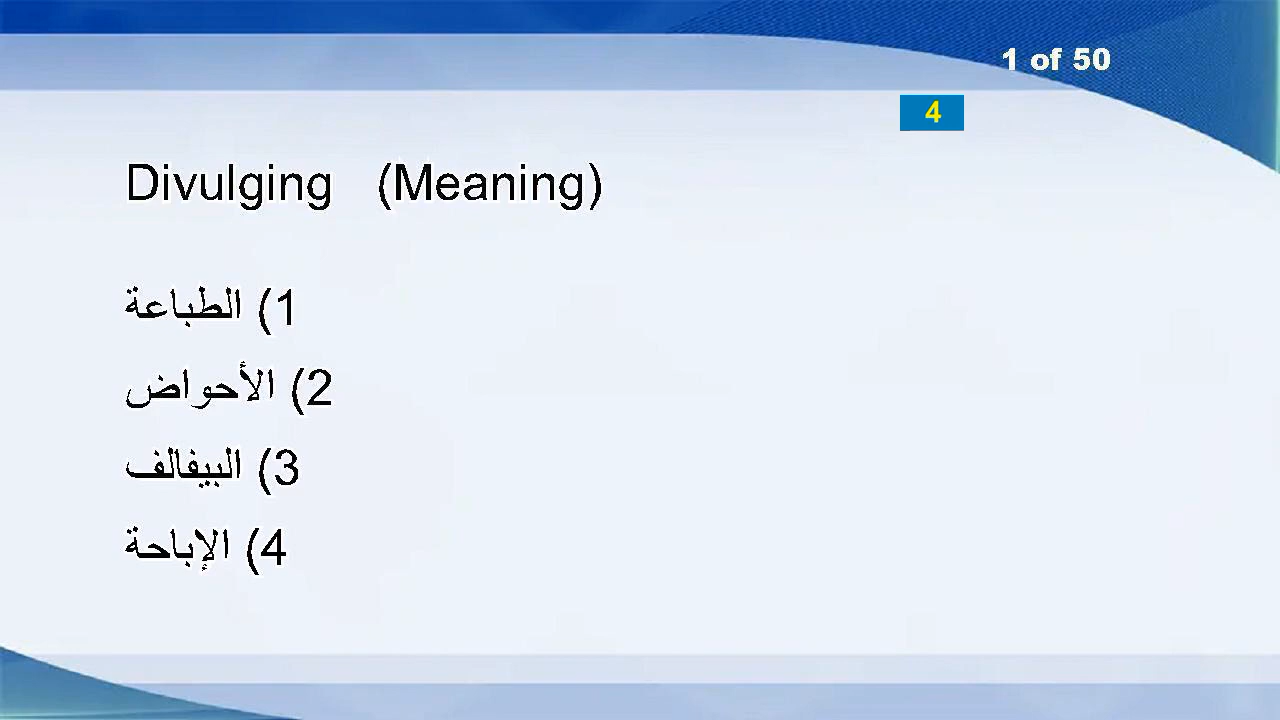 1 of 50
4
Divulging (Meaning)
1) الطباعة
2) الأحواض
3) البيفالف
4) الإباحة